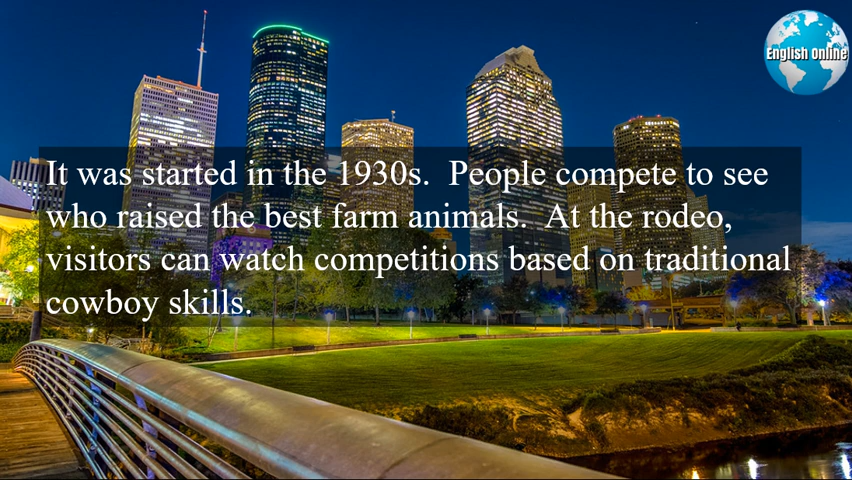 English Online
It was started in the 1930s.  People compete to see
who raised the best farm animals.  At the rodeo,
visitors can watch competitions based on traditional
cowboy skills.